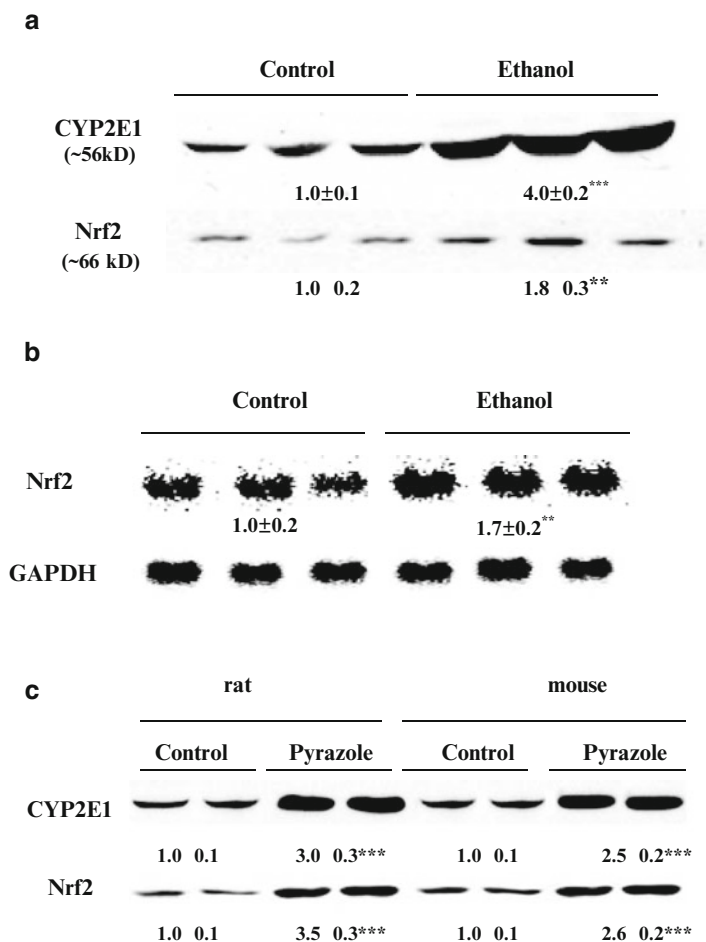 a
Control Ethanol
CYP2E1
(~56kD)
1.0±0.1 4.0±0.2***
Nrf2
(~66 kD)
1.0 0.2 1.8 0.3**
b
Control Ethanol
Nrf2
1.0±0.2 1.7±0.2**
GAPDH
c
rat mouse
Control Pyrazole Control Pyrazole
CYP2E1
1.0 0.1 3.0 0.3*** 1.0 0.1 2.5 0.2***
Nrf2
1.0 0.1 3.5 0.3*** 1.0 0.1 2.6 0.2***